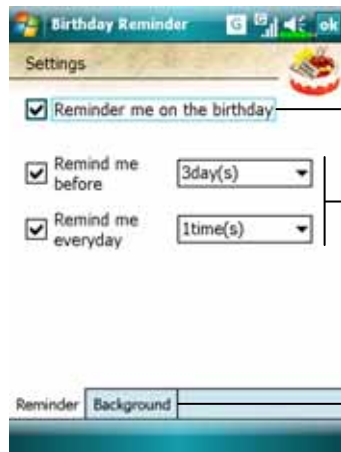 Birthday Reminder G G ok
Settings
Reminder me on the birthday
Remind me before 3day(s)
Remind me everyday 1time(s)
Reminder Background